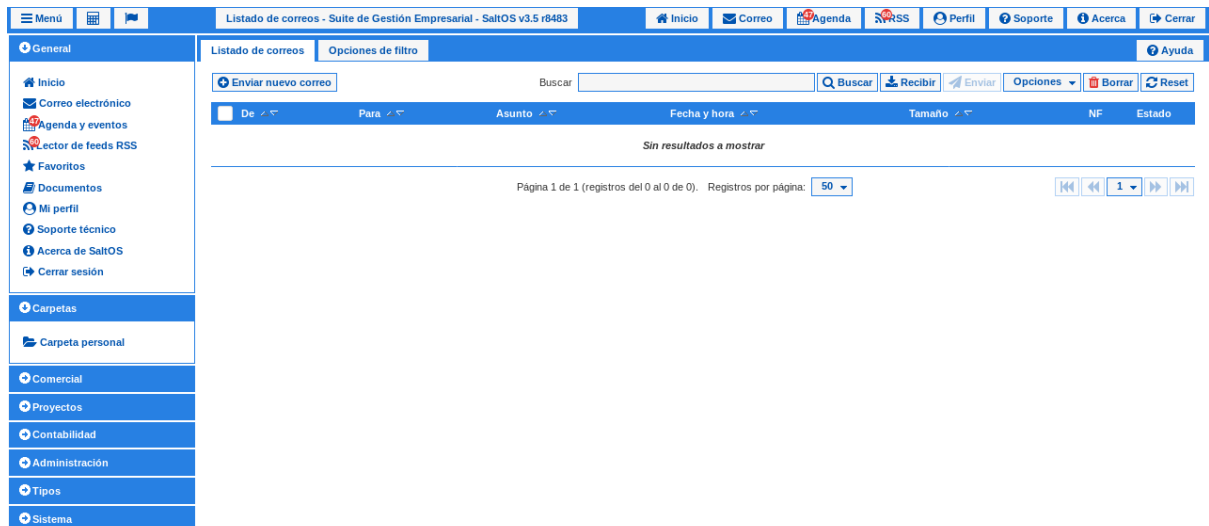 Menú
Listado de correos - Suite de Gestión Empresarial - SaltOS v3.5 r8483
Inicio
Correo
47
Agenda
60
RSS
Perfil
Soporte
Acerca
Cerrar
General
Inicio
Correo electrónico
47
Agenda y eventos
60
Lector de feeds RSS
Favoritos
Documentos
Mi perfil
Soporte técnico
Acerca de SaltOS
Cerrar sesión
Carpetas
Carpeta personal
Comercial
Proyectos
Contabilidad
Administración
Tipos
Sistema
Listado de correos
Opciones de filtro
Ayuda
Enviar nuevo correo
Buscar
Buscar
Recibir
Enviar
Opciones
Borrar
Reset
De
Para
Asunto
Fecha y hora
Tamaño
NF
Estado
Sin resultados a mostrar
Página 1 de 1 (registros del 0 al 0 de 0). Registros por página: 50
1